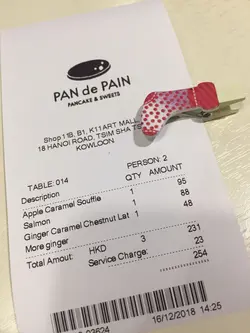 PAN de PAIN
PANCAKE & SWEETS
Shop 11G, B1, K11 ART MALL,
18 HANOI ROAD, TSIM SHA TS
KOWLOON
TABLE: 014 PERSON: 2
Description QTY AMOUNT
Apple Caramel Souffle 1 95
Salmon 1 88
Ginger Caramel Chestnut Lat 1 48
More ginger
Total Amout: HKD 3 231
Service Charge: 23
254
16/12/2018 14:25